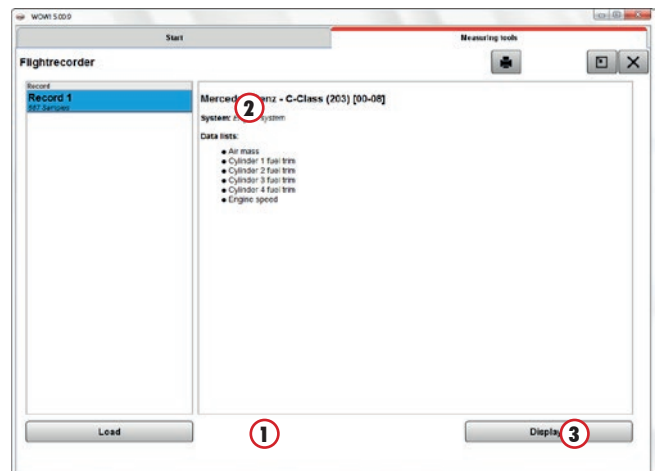 WOW! 5.00.9
Start
Measuring tools
Flightrecorder
Record
Record 1
567 Samples
Merced enz - C-Class (203) [00-08]
2
System: system
Data lists:
● Air mass
● Cylinder 1 fuel trim
● Cylinder 2 fuel trim
● Cylinder 3 fuel trim
● Cylinder 4 fuel trim
● Engine speed
Load
1
Display
3